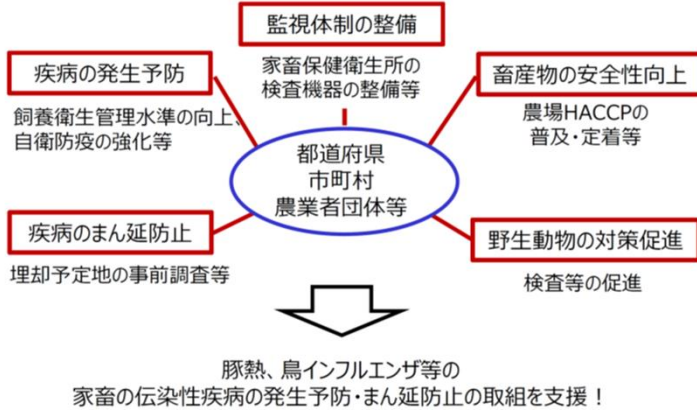 監視体制の整備
家畜保健衛生所の
検査機器の整備等
疾病の発生予防
飼養衛生管理水準の向上、
自衛防疫の強化等
畜産物の安全性向上
農場HACCPの
普及・定着等
都道府県
市町村
農業者団体等
疾病のまん延防止
埋却予定地の事前調査等
野生動物の対策促進
検査等の促進
豚熱、鳥インフルエンザ等の
家畜の伝染性疾病の発生予防・まん延防止の取組を支援！